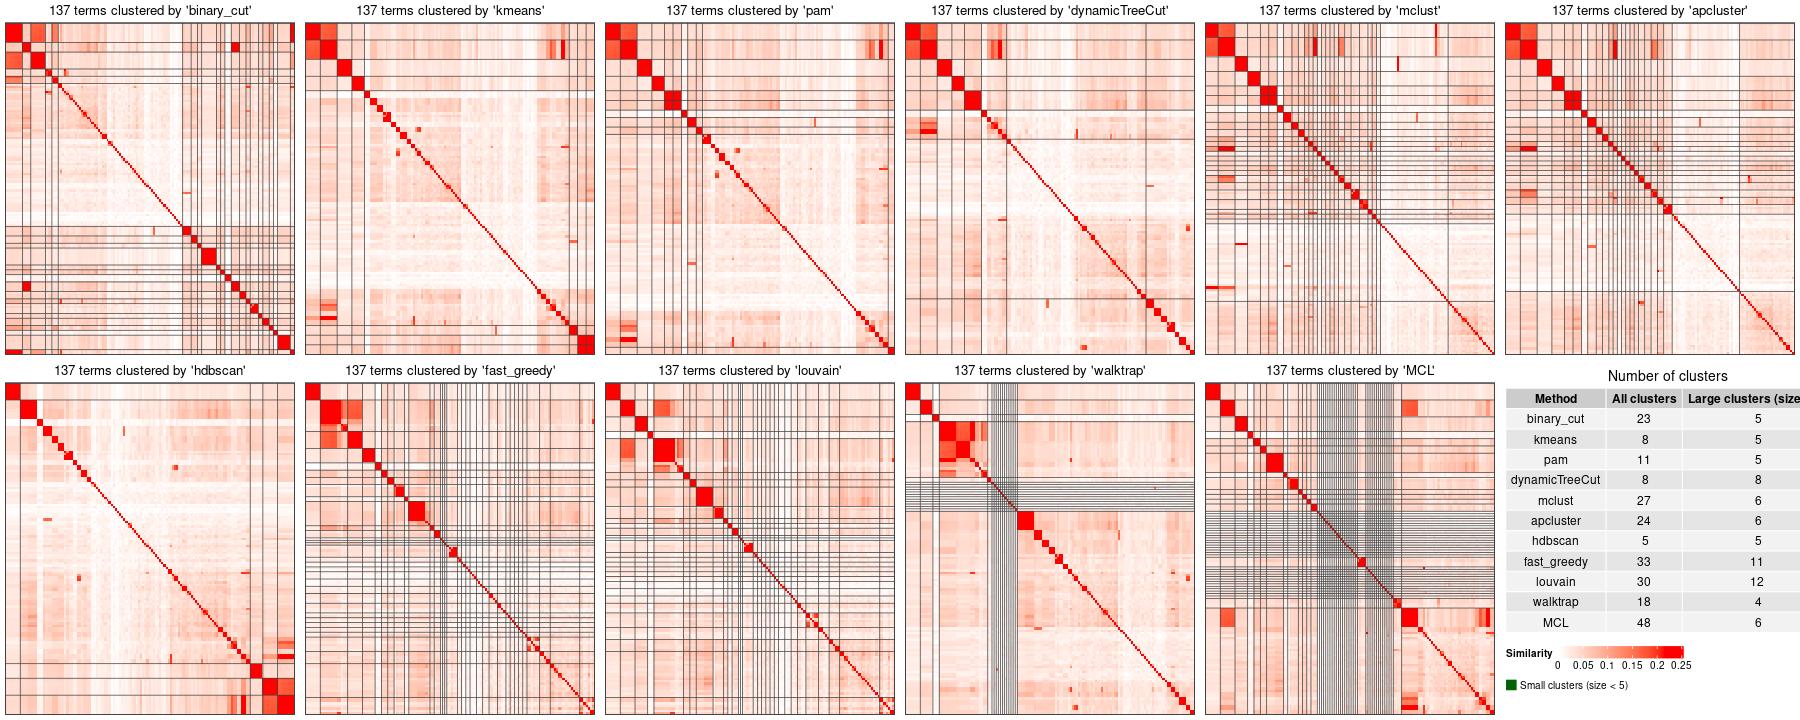 137 terms clustered by 'binary_cut'
137 terms clustered by 'kmeans'
137 terms clustered by 'pam'
137 terms clustered by 'dynamicTreeCut'
137 terms clustered by 'mclust'
137 terms clustered by 'apcluster'
137 terms clustered by 'hdbscan'
137 terms clustered by 'fast_greedy'
137 terms clustered by 'louvain'
137 terms clustered by 'walktrap'
137 terms clustered by 'MCL'
Number of clusters
Method All clusters Large clusters (size
binary_cut 23 5
kmeans 8 5
pam 11 5
dynamicTreeCut 8 8
mclust 27 6
apcluster 24 6
hdbscan 5 5
fast_greedy 33 11
louvain 30 12
walktrap 18 4
MCL 48 6
Similarity
0 0.05 0.1 0.15 0.2 0.25
Small clusters (size < 5)